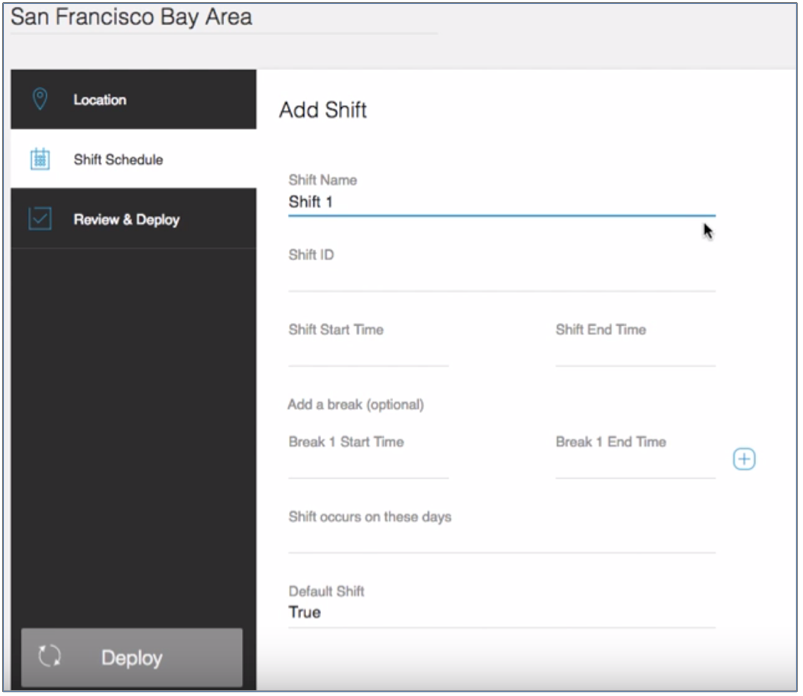 San Francisco Bay Area
Location
Shift Schedule
Review & Deploy
Deploy
Add Shift
Shift Name
Shift 1
Shift ID
Shift Start Time Shift End Time
Add a break (optional)
Break 1 Start Time Break 1 End Time
Shift occurs on these days
Default Shift
True